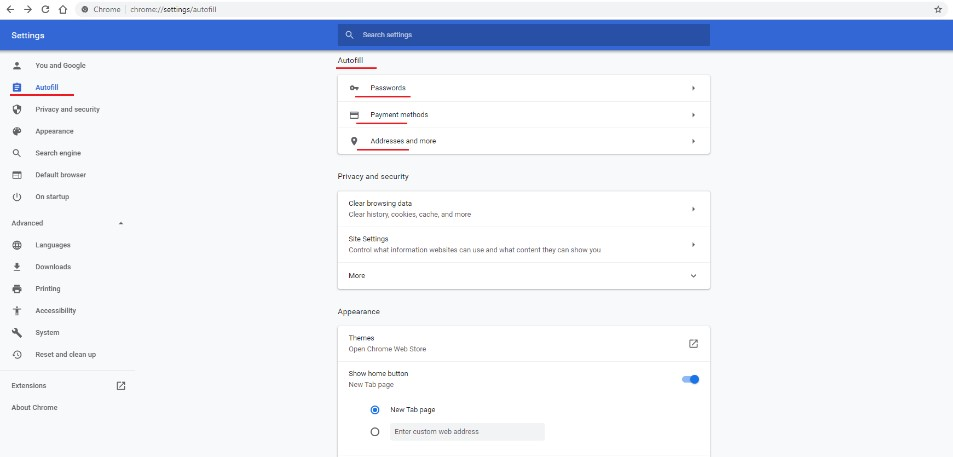 Chrome | chrome://settings/autofill
Settings
Search settings
You and Google
Autofill
Privacy and security
Appearance
Search engine
Default browser
On startup
Advanced
Languages
Downloads
Printing
Accessibility
System
Reset and clean up
Extensions
About Chrome
Autofill
Passwords
Payment methods
Addresses and more
Privacy and security
Clear browsing data
Clear history, cookies, cache, and more
Site Settings
Control what information websites can use and what content they can show you
More
Appearance
Themes
Open Chrome Web Store
Show home button
New Tab page
New Tab page
Enter custom web address